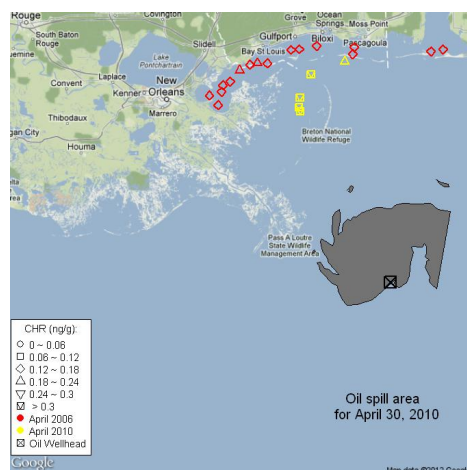 Rouge
Covington
Grove
Ocean
Springs
Moss Point
South Baton
Rouge
Slidell
Gulfport
Biloxi
Bay St Louis
Pascagoula
Lake
Pontchartrain
Laplace
Convent
Kenner
New
Orleans
Marrero
Thibodaux
gan City
Houma
Breton National
Wildlife Refuge
Pass A Loutre
State Wildlife
Management Area
CHR (ng/g):
0 ~ 0.06
0.06 ~ 0.12
0.12 ~ 0.18
0.18 ~ 0.24
0.24 ~ 0.3
> 0.3
April 2006
April 2010
Oil Wellhead
Oil spill area
for April 30, 2010
Google